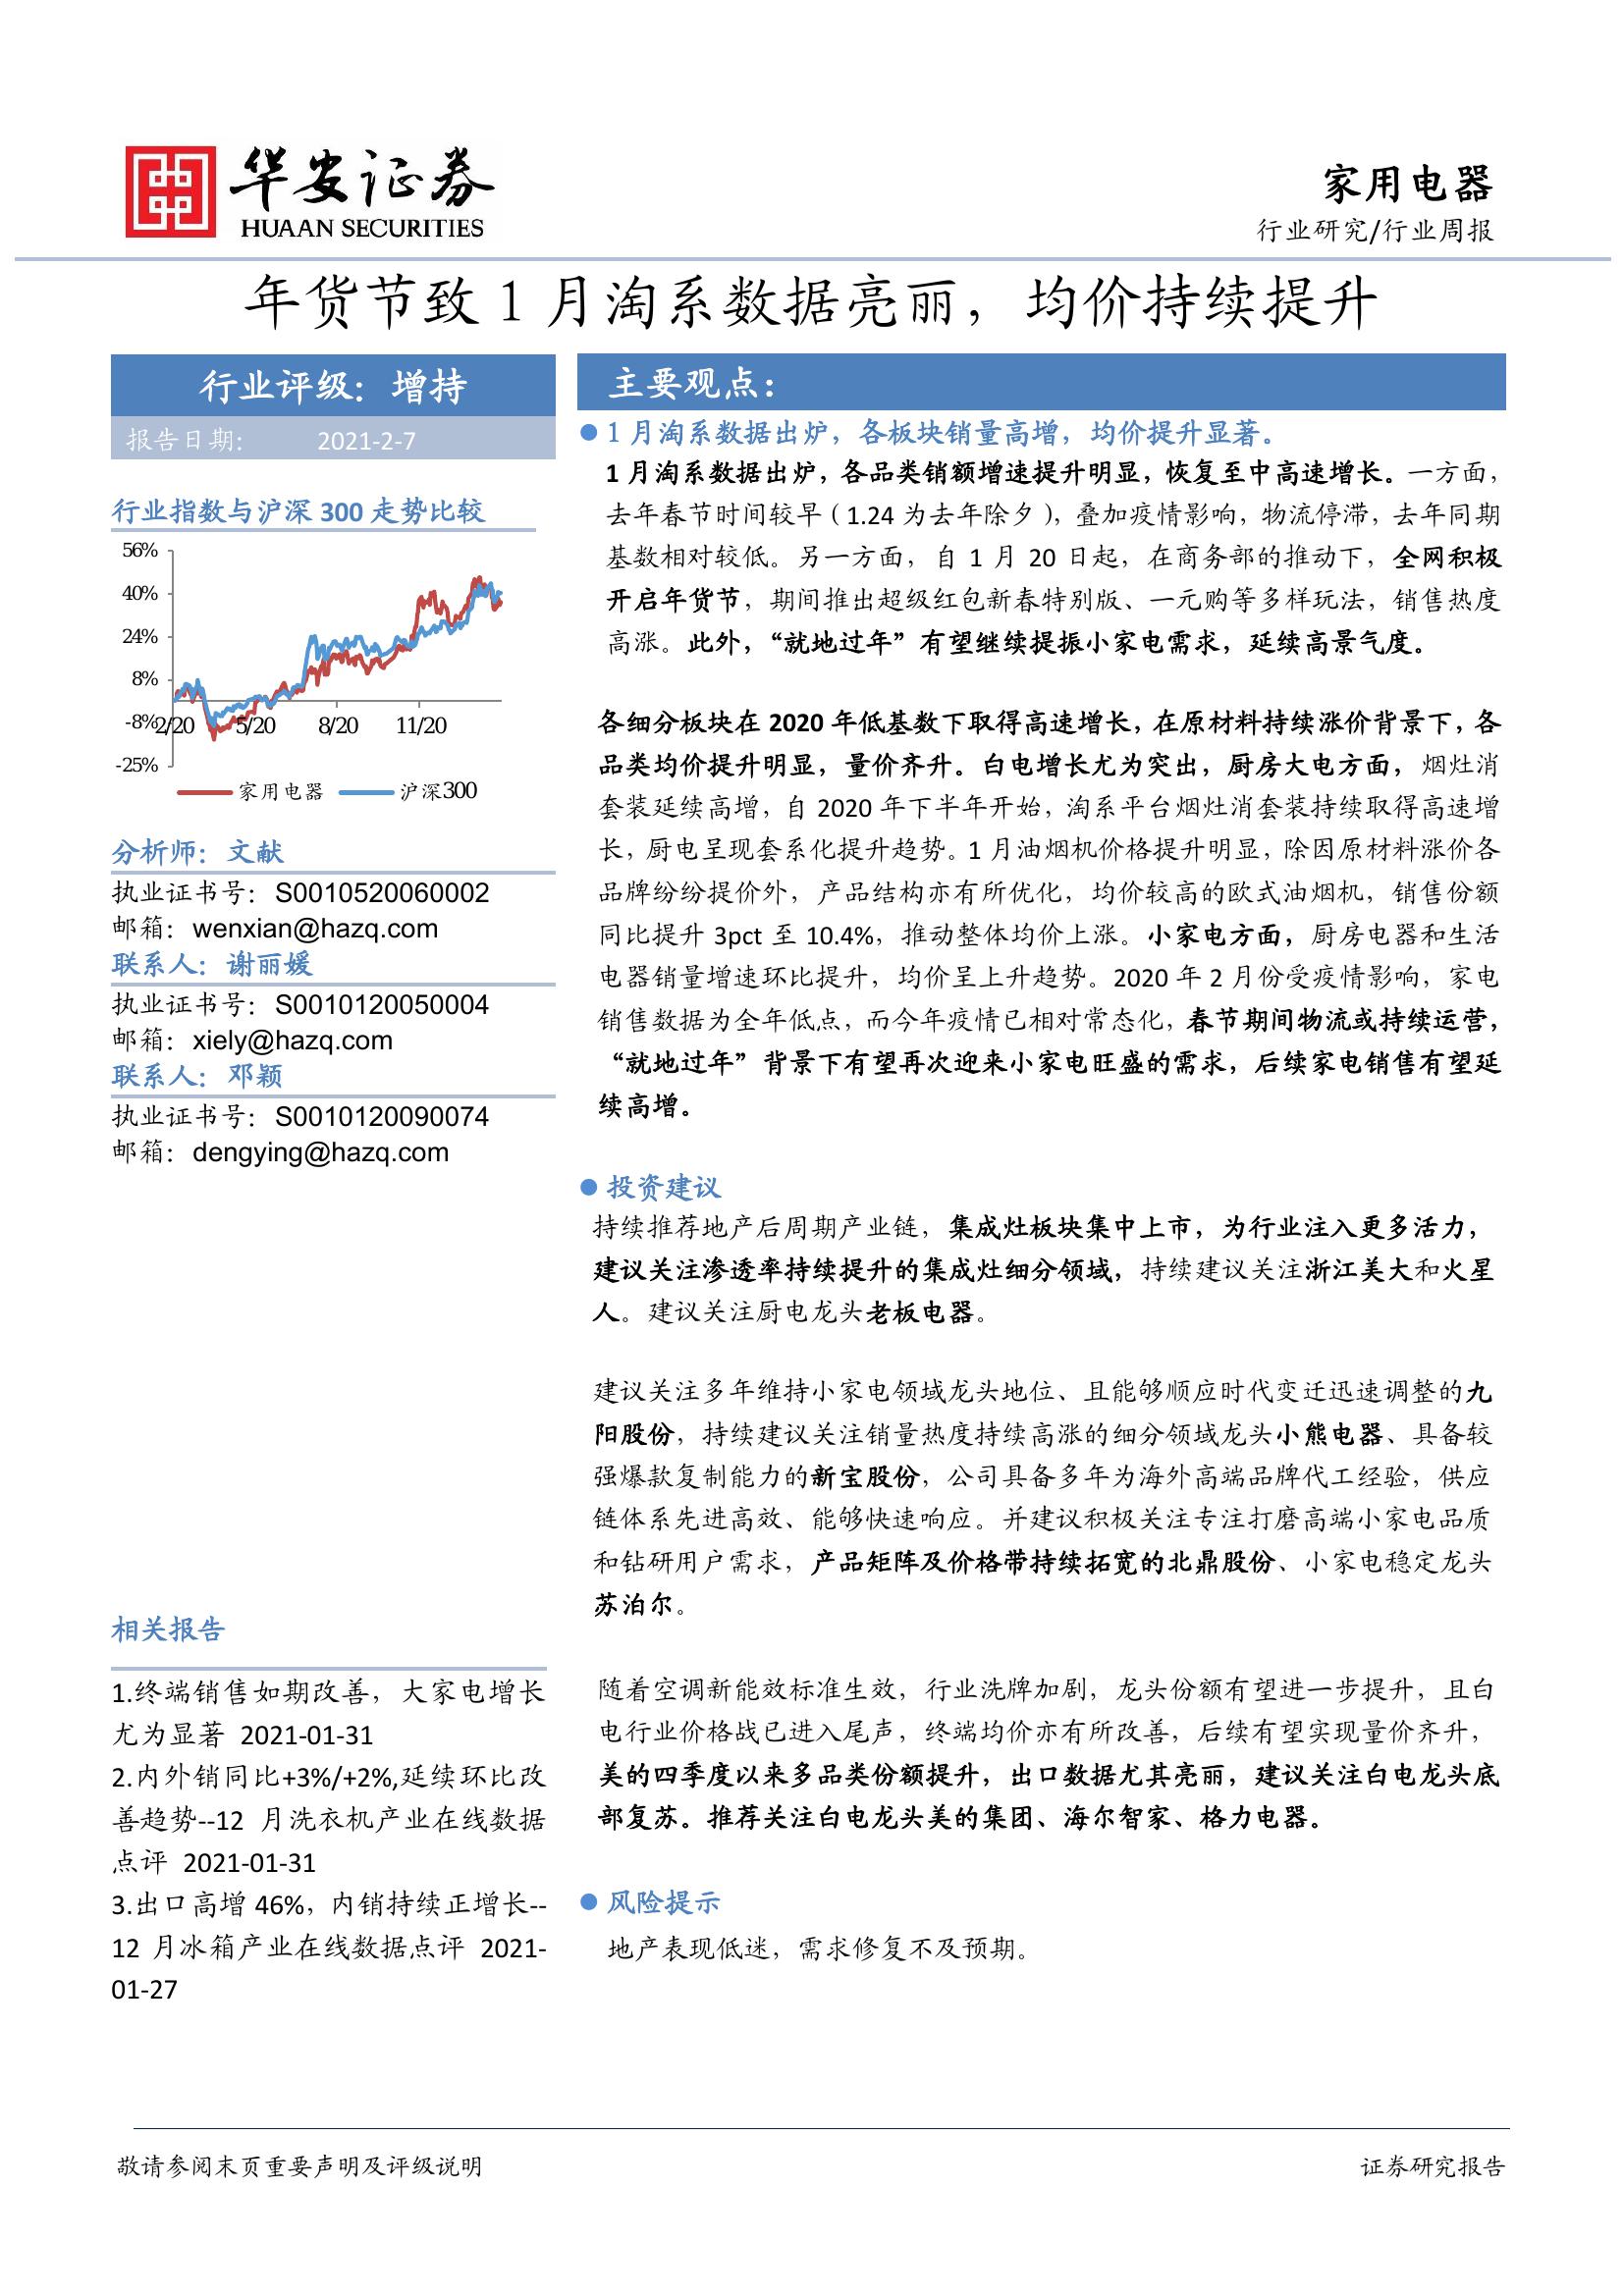 华安证券
HUAAN SECURITIES
家用电器
行业研究/行业周报
年货节致 1 月淘系数据亮丽，均价持续提升
行业评级：增持
报告日期： 2021-2-7
行业指数与沪深 300 走势比较
56%
40%
24%
8%
-8%
-25%
2/20 5/20 8/20 11/20
家用电器 沪深300
分析师：文献
执业证书号：S0010520060002
邮箱：wenxian@hazq.com
联系人：谢丽媛
执业证书号：S0010120050004
邮箱：xiely@hazq.com
联系人：邓颖
执业证书号：S0010120090074
邮箱：dengying@hazq.com
相关报告
1.终端销售如期改善，大家电增长
尤为显著 2021-01-31
2.内外销同比+3%/+2%,延续环比改
善趋势--12 月洗衣机产业在线数据
点评 2021-01-31
3.出口高增 46%，内销持续正增长--
12 月冰箱产业在线数据点评 2021-
01-27
主要观点：
1 月淘系数据出炉，各板块销量高增，均价提升显著。
1 月淘系数据出炉，各品类销额增速提升明显，恢复至中高速增长。一方面，
去年春节时间较早（1.24 为去年除夕），叠加疫情影响，物流停滞，去年同期
基数相对较低。另一方面，自 1 月 20 日起，在商务部的推动下，全网积极
开启年货节，期间推出超级红包新春特别版、一元购等多样玩法，销售热度
高涨。此外，“就地过年”有望继续提振小家电需求，延续高景气度。
各细分板块在 2020 年低基数下取得高速增长，在原材料持续涨价背景下，各
品类均价提升明显，量价齐升。白电增长尤为突出，厨房大电方面，烟灶消
套装延续高增，自 2020 年下半年开始，淘系平台烟灶消套装持续取得高速增
长，厨电呈现套系化提升趋势。1 月油烟机价格提升明显，除因原材料涨价各
品牌纷纷提价外，产品结构亦有所优化，均价较高的欧式油烟机，销售份额
同比提升 3pct 至 10.4%，推动整体均价上涨。小家电方面，厨房电器和生活
电器销量增速环比提升，均价呈上升趋势。2020 年 2 月份受疫情影响，家电
销售数据为全年低点，而今年疫情已相对常态化，春节期间物流或持续运营，
“就地过年”背景下有望再次迎来小家电旺盛的需求，后续家电销售有望延
续高增。
投资建议
持续推荐地产后周期产业链，集成灶板块集中上市，为行业注入更多活力，
建议关注渗透率持续提升的集成灶细分领域，持续建议关注浙江美大和火星
人。建议关注厨电龙头老板电器。
建议关注多年维持小家电领域龙头地位、且能够顺应时代变迁迅速调整的九
阳股份，持续建议关注销量热度持续高涨的细分领域龙头小熊电器、具备较
强爆款复制能力的新宝股份，公司具备多年为海外高端品牌代工经验，供应
链体系先进高效、能够快速响应。并建议积极关注专注打磨高端小家电品质
和钻研用户需求，产品矩阵及价格带持续拓宽的北鼎股份、小家电稳定龙头
苏泊尔。
随着空调新能效标准生效，行业洗牌加剧，龙头份额有望进一步提升，且白
电行业价格战已进入尾声，终端均价亦有所改善，后续有望实现量价齐升，
美的四季度以来多品类份额提升，出口数据尤其亮丽，建议关注白电龙头底
部复苏。推荐关注白电龙头美的集团、海尔智家、格力电器。
风险提示
地产表现低迷，需求修复不及预期。
敬请参阅末页重要声明及评级说明
证券研究报告